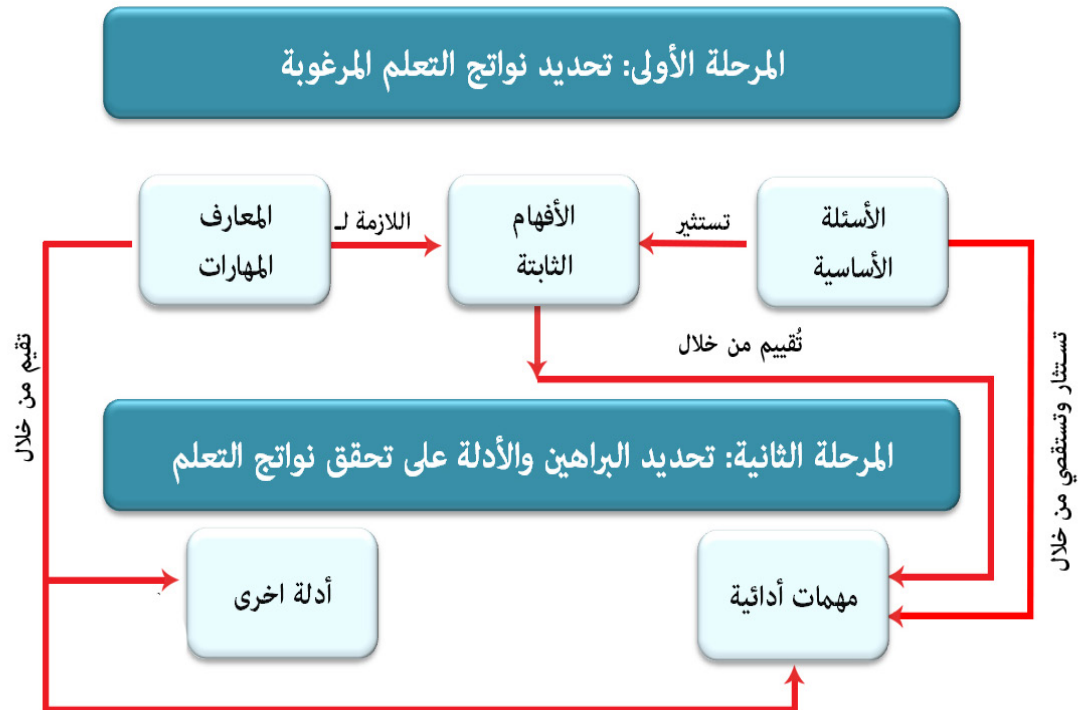 المرحلة الأولى: تحديد نواتج التعلم المرغوبة
الأسئلة
الأساسية
تستثير
الأفهام
الثابتة
اللازمة لـ
المعارف
المهارات
تُقييم من خلال
تستثار وتستقصي من خلال
تقيم من خلال
المرحلة الثانية: تحديد البراهين والأدلة على تحقق نواتج التعلم
مهمات أدائية
أدلة اخرى